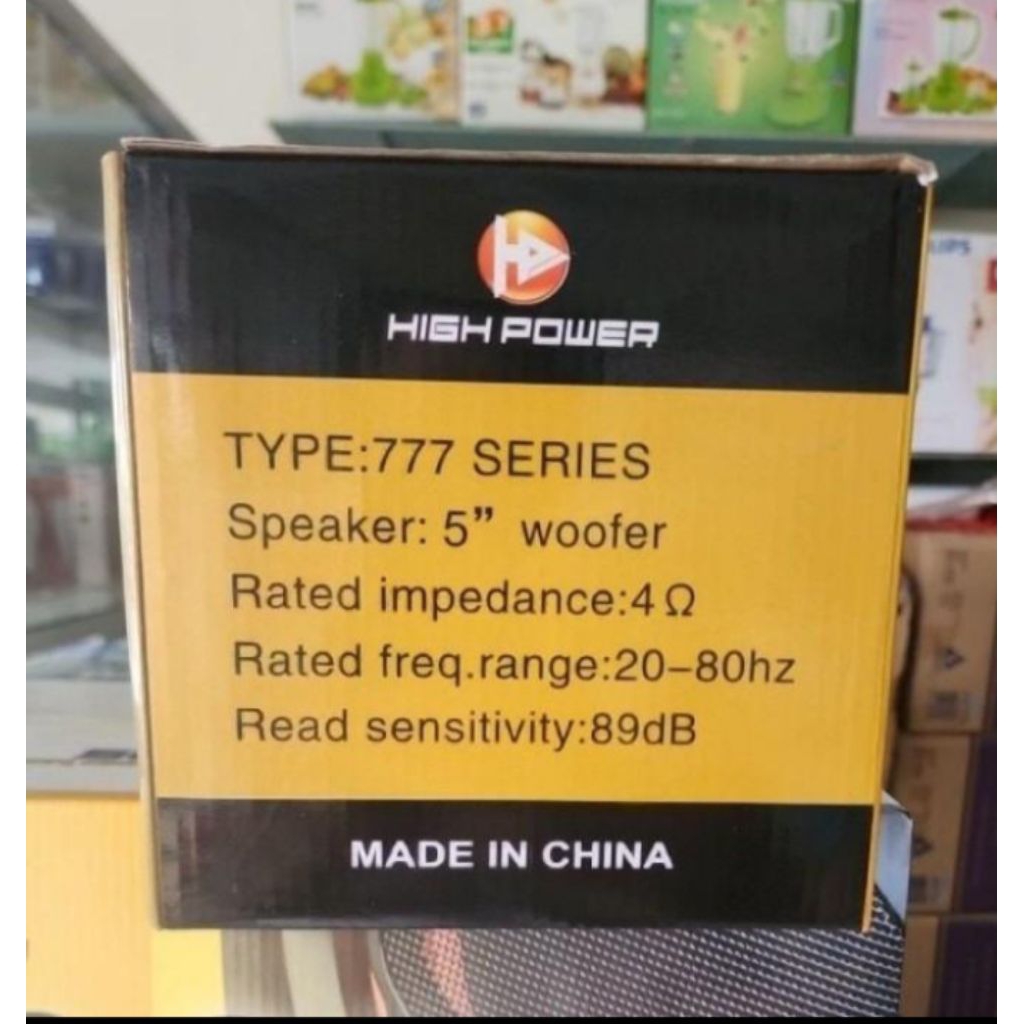 HIGH POWER
TYPE:777 SERIES
Speaker: 5” woofer
Rated impedance:4Ω
Rated freq.range:20-80hz
Read sensitivity:89dB
MADE IN CHINA